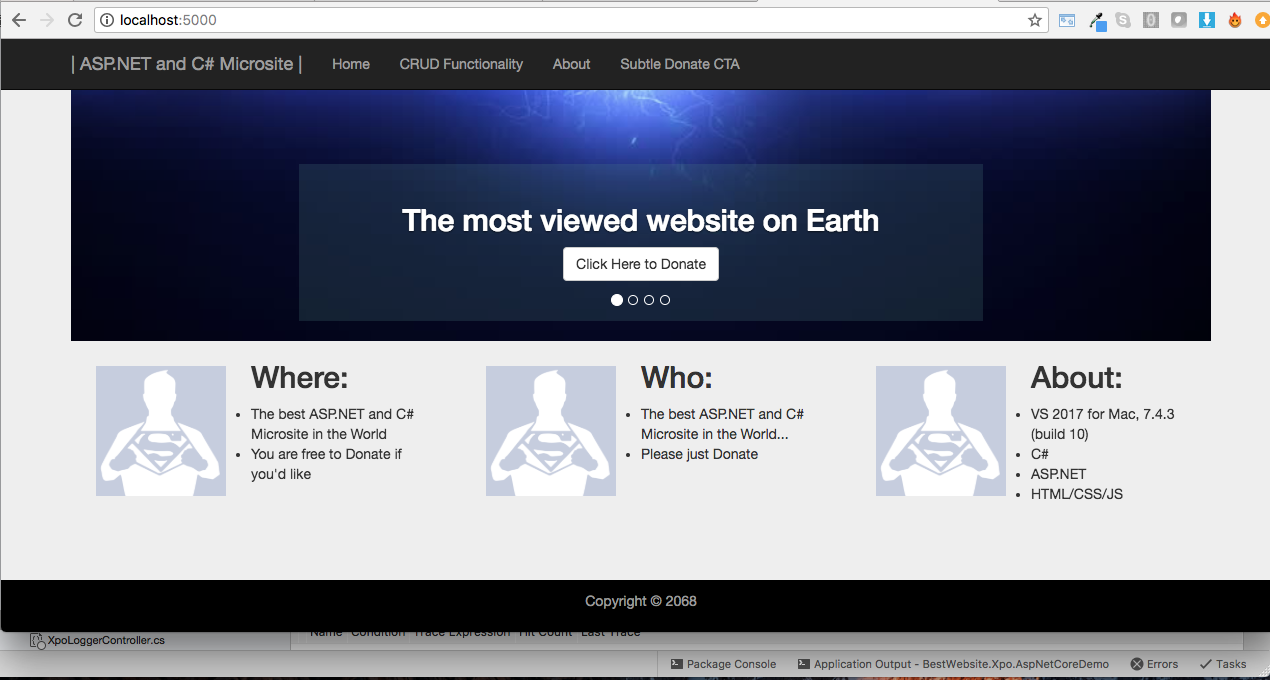 localhost:5000
| ASP.NET and C# Microsite | Home CRUD Functionality About Subtle Donate CTA
The most viewed website on Earth
Click Here to Donate
Where:
The best ASP.NET and C#
Microsite in the World
You are free to Donate if
you'd like
Who:
The best ASP.NET and C#
Microsite in the World...
Please just Donate
About:
VS 2017 for Mac, 7.4.3
(build 10)
C#
ASP.NET
HTML/CSS/JS
Copyright © 2068
XpoLoggerController.cs
Name Condition Trace Expression Hit Count Last Trace
Package Console Application Output - BestWebsite.Xpo.AspNetCoreDemo Errors Tasks